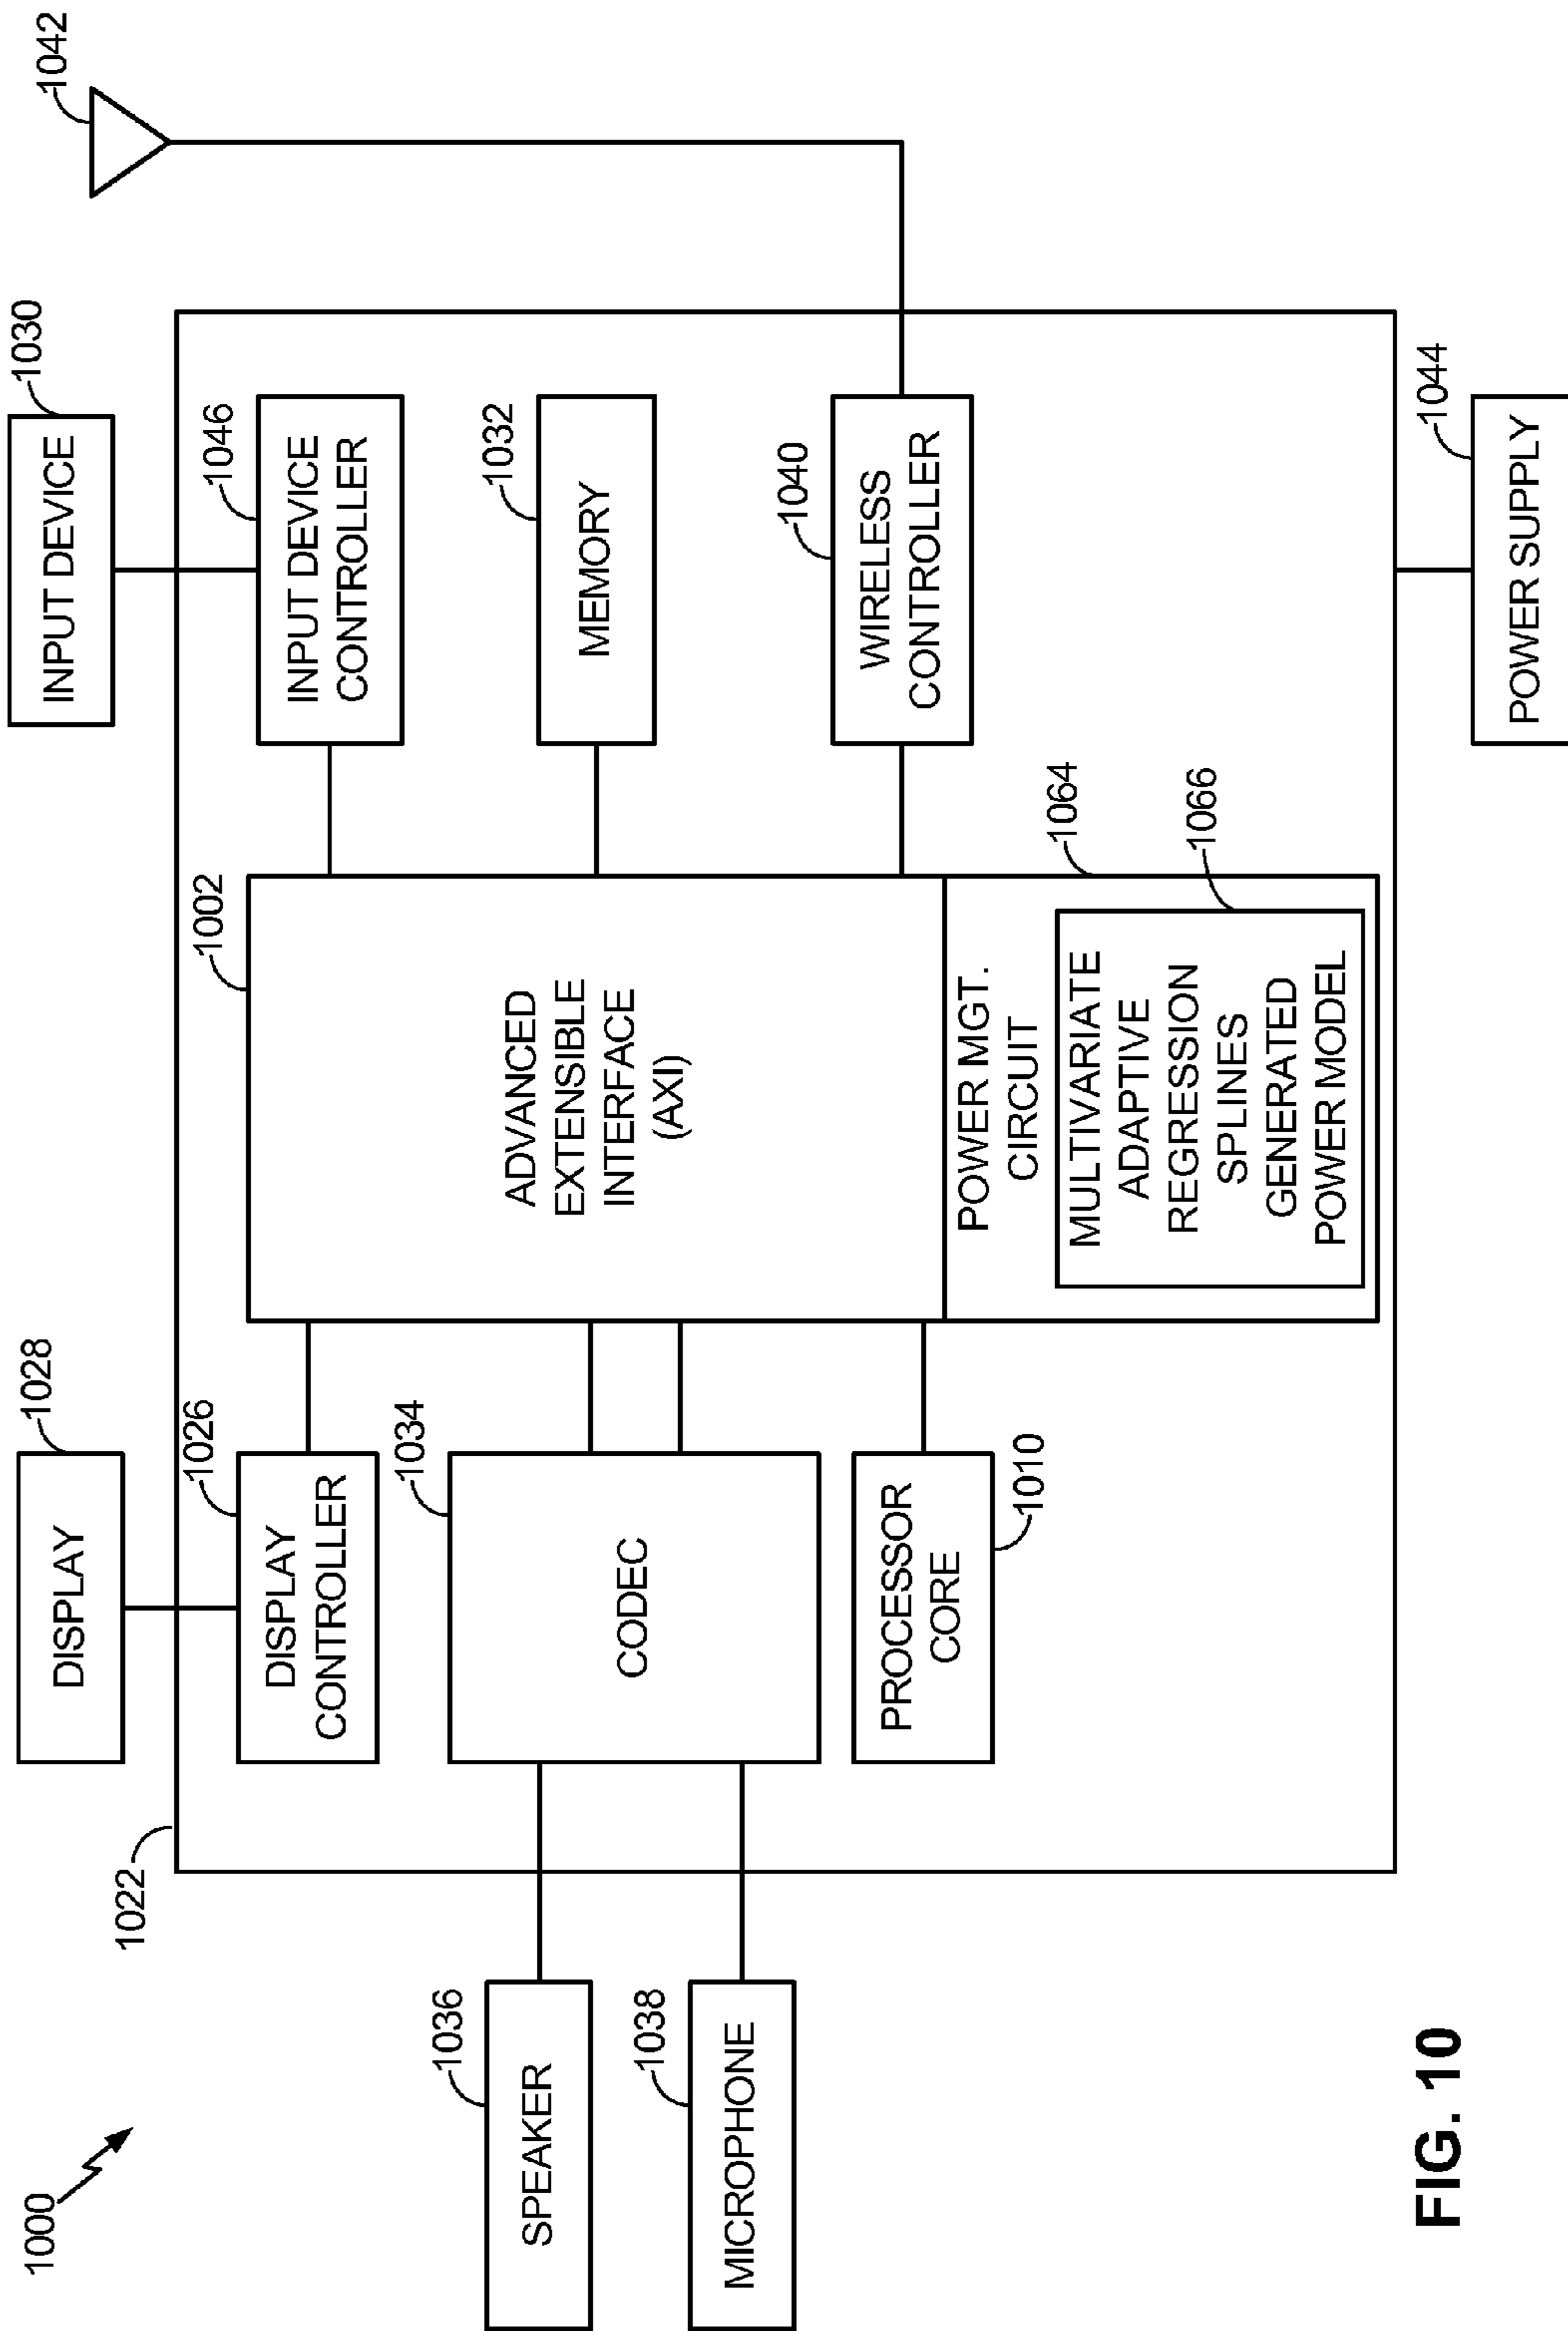 1000
1022
DISPLAY
1028
INPUT DEVICE
1030
1042
DISPLAY
CONTROLLER
1026
1002
INPUT DEVICE
CONTROLLER
1046
ADVANCED
EXTENSIBLE
INTERFACE
(AXI)
MEMORY
1032
SPEAKER
1036
CODEC
1034
MICROPHONE
1038
WIRELESS
CONTROLLER
1040
PROCESSOR
CORE
1010
POWER MGT.
CIRCUIT
1064
MULTIVARIATE
ADAPTIVE
REGRESSION
SPLINES
GENERATED
POWER MODEL
1066
POWER SUPPLY
1044
FIG. 10